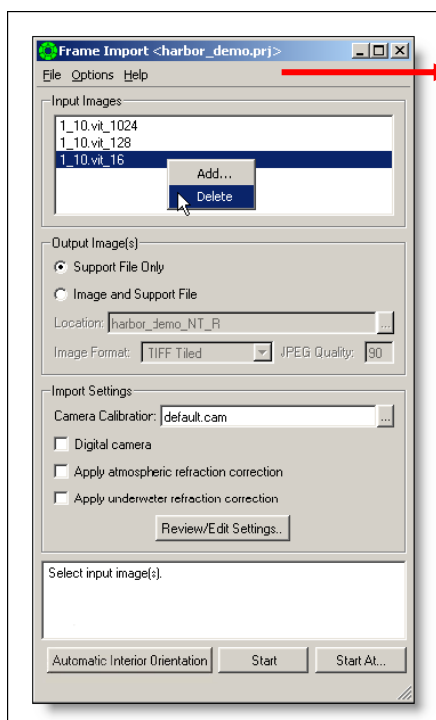 Frame Import <harbor_demo.prj>
File Options Help
Input Images
1_10.vit_1024
1_10.vit_128
1_10.vit_16
Add...
Delete
Output Image(s)
Support File Only
Image and Support File
Location: harbor_demo_NT_R ...
Image Format: TIFF Tiled JPEG Quality: 90
Import Settings
Camera Calibration: default.cam ...
Digital camera
Apply atmospheric refraction correction
Apply underwater refraction correction
Review/Edit Settings..
Select input image(s).
Automatic Interior Orientation Start Start At...